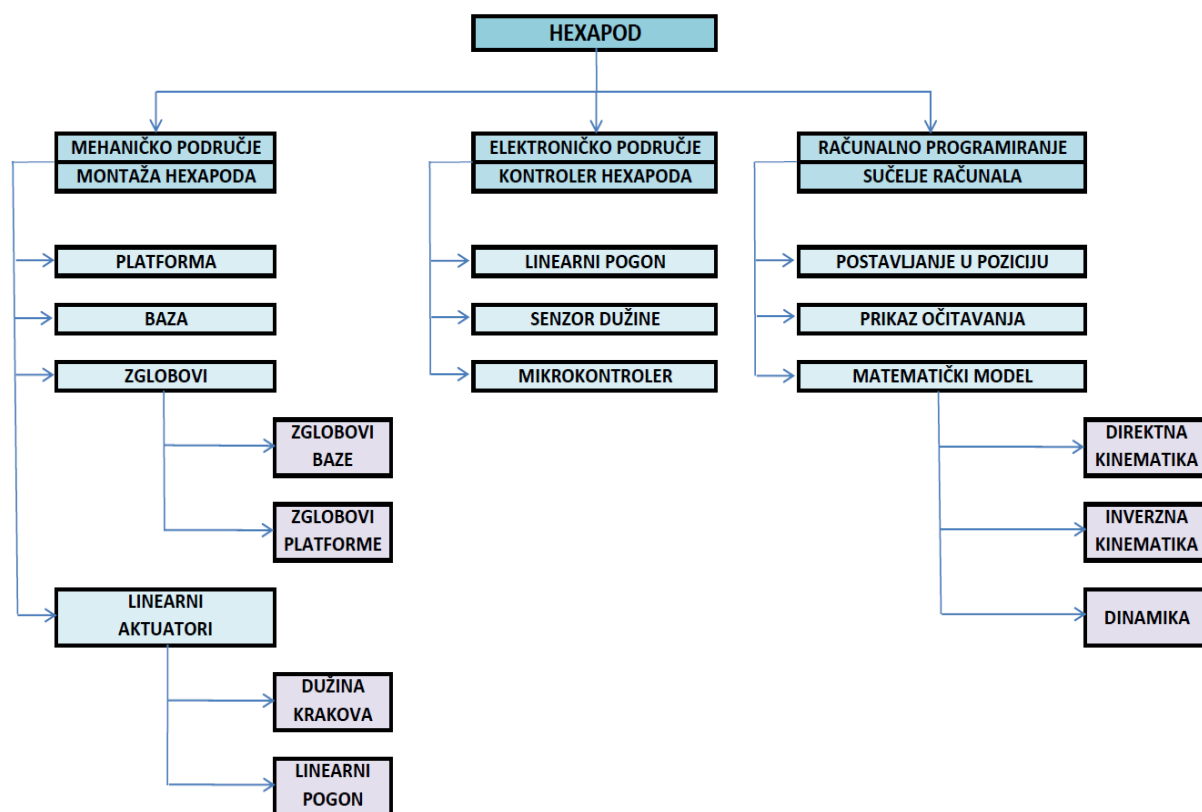 HEXAPOD
MEHANIČKO PODRUČJE
MONTAŽA HEXAPODA
PLATFORMA
BAZA
ZGLOBOVI
ZGLOBOVI
BAZE
ZGLOBOVI
PLATFORME
LINEARNI
AKTUATORI
DUŽINA
KRAKOVA
LINEARNI
POGON
ELEKTRONIČKO PODRUČJE
KONTROLER HEXAPODA
LINEARNI POGON
SENZOR DUŽINE
MIKROKONTROLER
RAČUNALNO PROGRAMIRANJE
SUČELJE RAČUNALA
POSTAVLJANJE U POZICIJU
PRIKAZ OČITAVANJA
MATEMATIČKI MODEL
DIREKTNA
KINEMATIKA
INVERZNA
KINEMATIKA
DINAMIKA